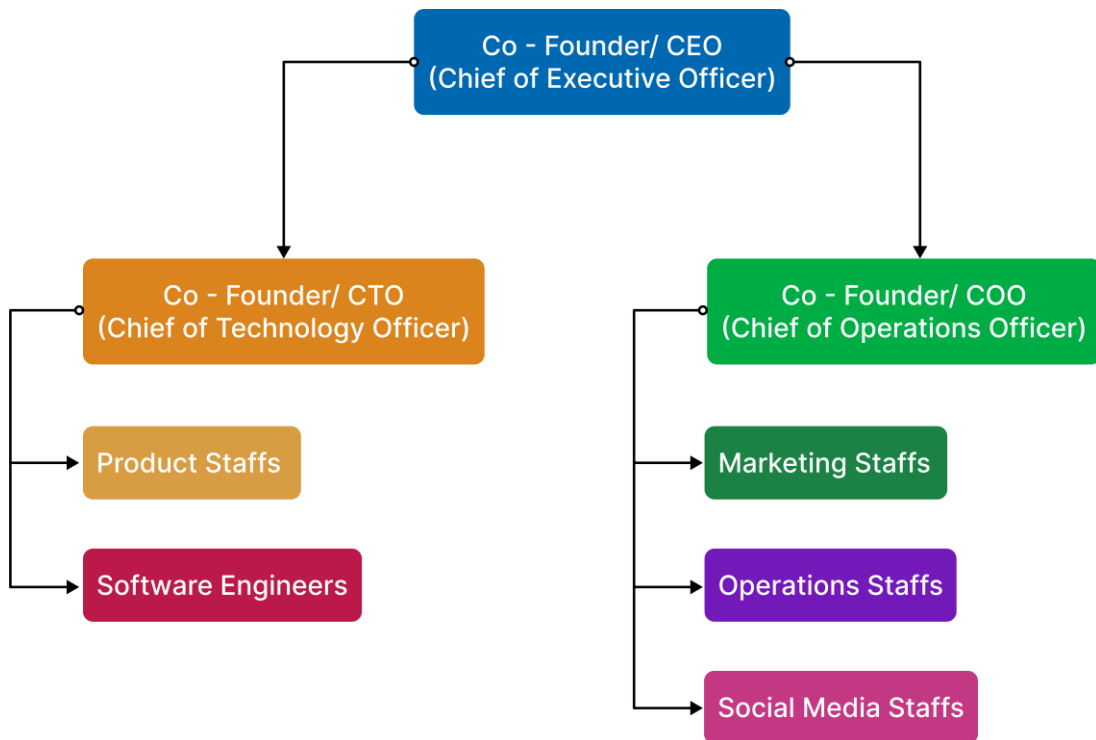 Co - Founder/ CEO
(Chief of Executive Officer)
Co - Founder/ CTO
(Chief of Technology Officer)
Product Staffs
Software Engineers
Co - Founder/ COO
(Chief of Operations Officer)
Marketing Staffs
Operations Staffs
Social Media Staffs